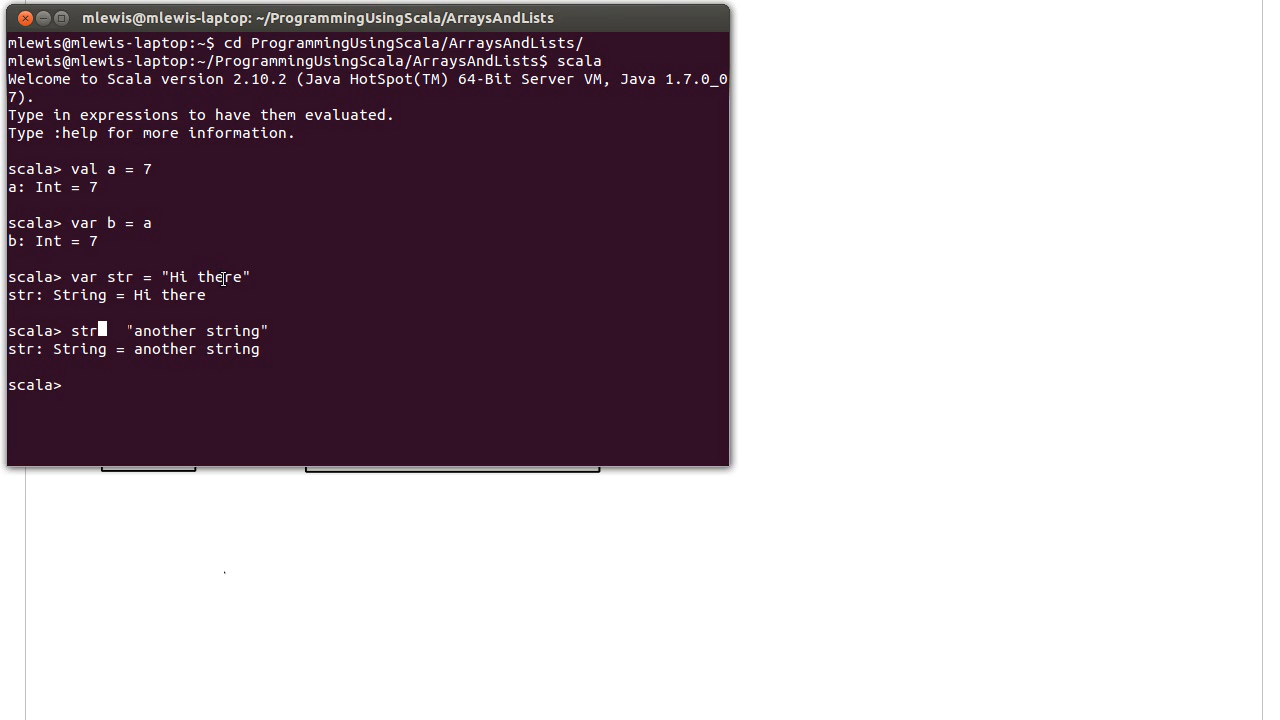 mlewis@mlewis-laptop: ~/ProgrammingUsingScala/ArraysAndLists
mlewis@mlewis-laptop:~$ cd ProgrammingUsingScala/ArraysAndLists/
mlewis@mlewis-laptop:~/ProgrammingUsingScala/ArraysAndLists$ scala
Welcome to Scala version 2.10.2 (Java HotSpot(TM) 64-Bit Server VM, Java 1.7.0_0
7).
Type in expressions to have them evaluated.
Type :help for more information.
scala> val a = 7
a: Int = 7
scala> var b = a
b: Int = 7
scala> var str = "Hi there"
str: String = Hi there
scala> str "another string"
str: String = another string
scala>